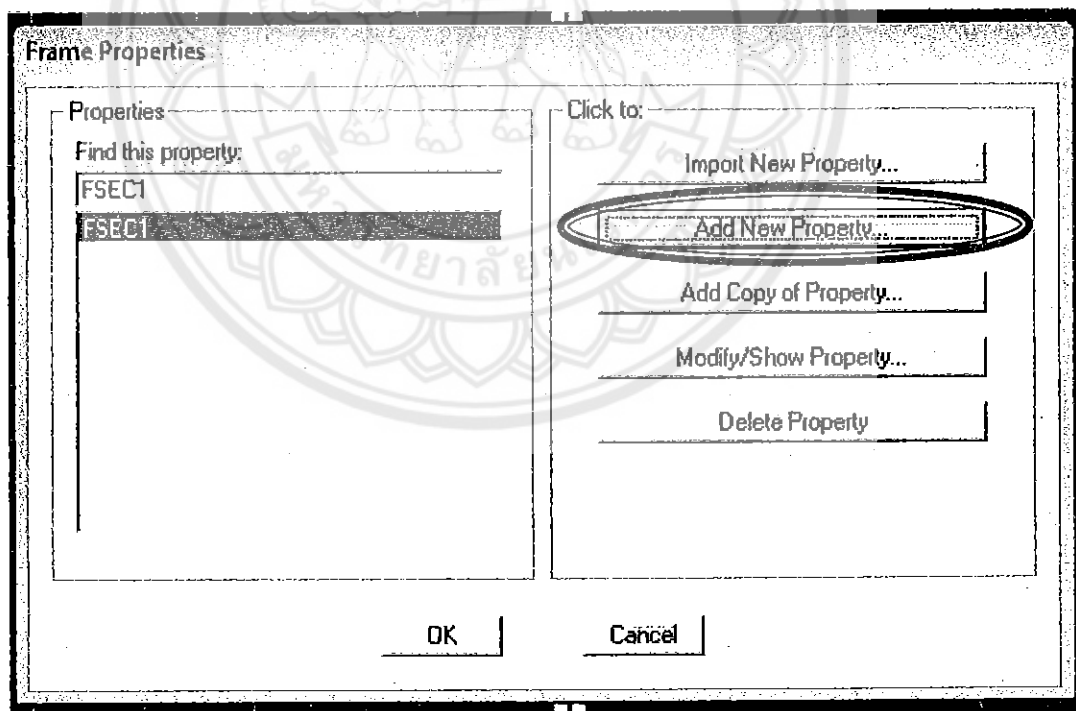 Frame Properties
Properties
Find this property:
FSEC1
FSEC1
Click to:
Import New Property...
Add New Property...
Add Copy of Property...
Modify/Show Property...
Delete Property
OK
Cancel